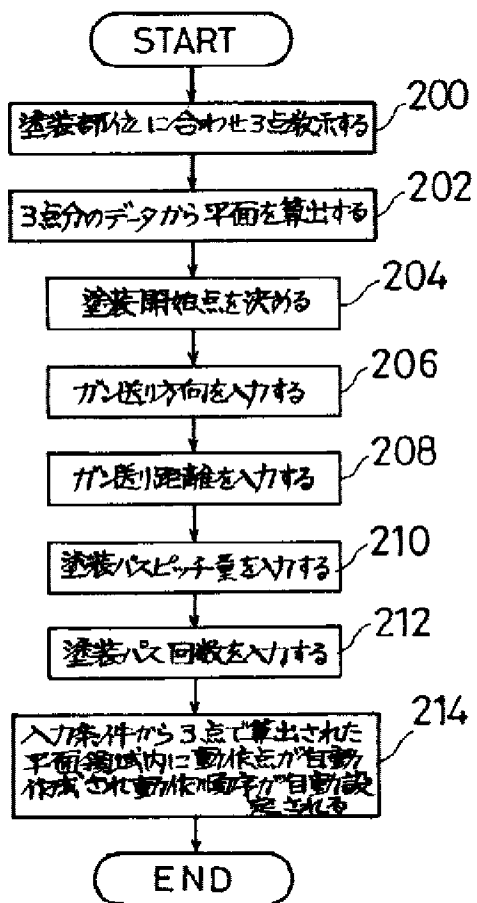 START
塗装部位に合わせ3点教示する
200
3点分のデータから平面を算出する
202
塗装開始点を決める
204
ガン送り方向を入力する
206
ガン送り距離を入力する
208
塗装パスピッチ量を入力する
210
塗装パス回数を入力する
212
入力条件から3点で算出された
平面領域内に動作点が自動
作成され動作順序が自動設
定される
214
END